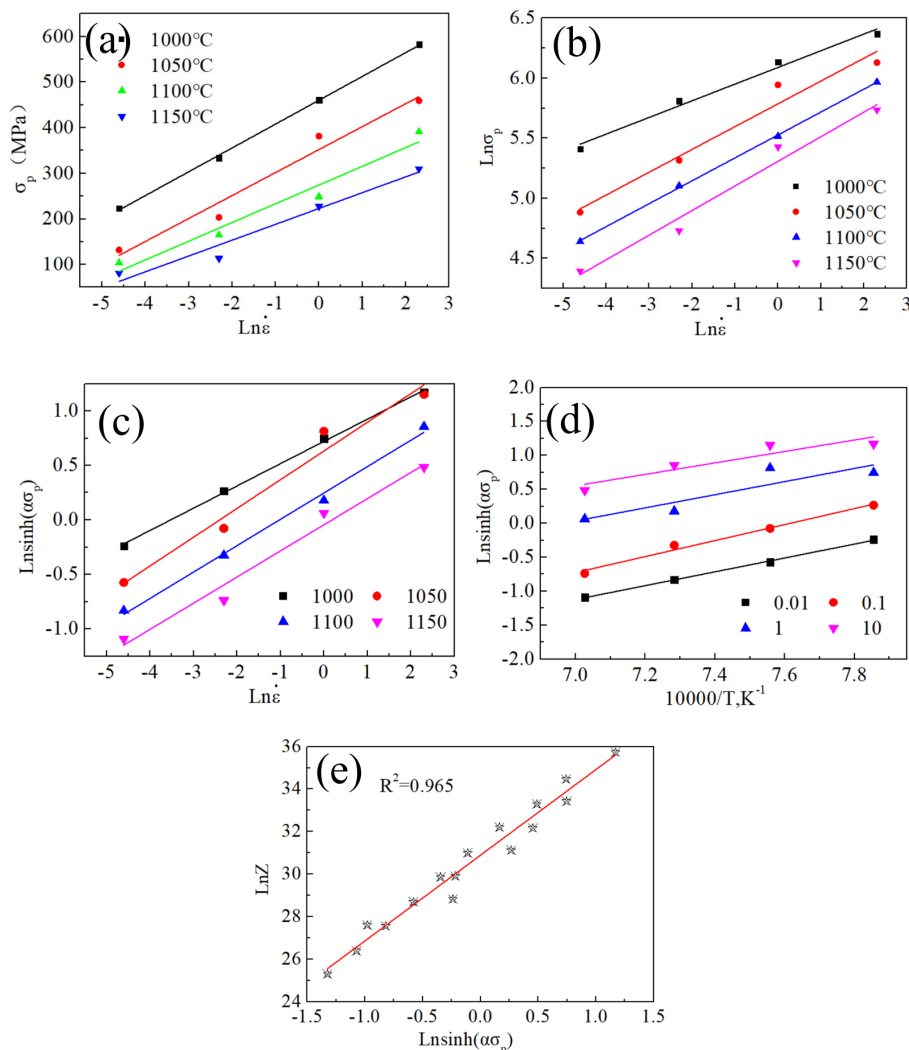 (a)
1000°C
1050°C
1100°C
1150°C
σp (MPa)
600
500
400
300
200
100
-5 -4 -3 -2 -1 0 1 2 3
Lnε̇
(b)
6.5
6.0
5.5
5.0
4.5
Lnσp
1000°C
1050°C
1100°C
1150°C
-5 -4 -3 -2 -1 0 1 2 3
Lnε̇
(c)
1.0
0.5
0.0
-0.5
-1.0
Lnsinh(ασp)
1000 1050
1100 1150
-5 -4 -3 -2 -1 0 1 2 3
Lnε̇
(d)
2.0
1.5
1.0
0.5
0.0
-0.5
-1.0
-1.5
-2.0
Lnsinh(ασp)
0.01 0.1
1 10
7.0 7.2 7.4 7.6 7.8
10000/T,K-1
(e)
R2=0.965
36
34
32
30
28
26
24
LnZ
-1.5 -1.0 -0.5 0.0 0.5 1.0 1.5
Lnsinh(ασp)